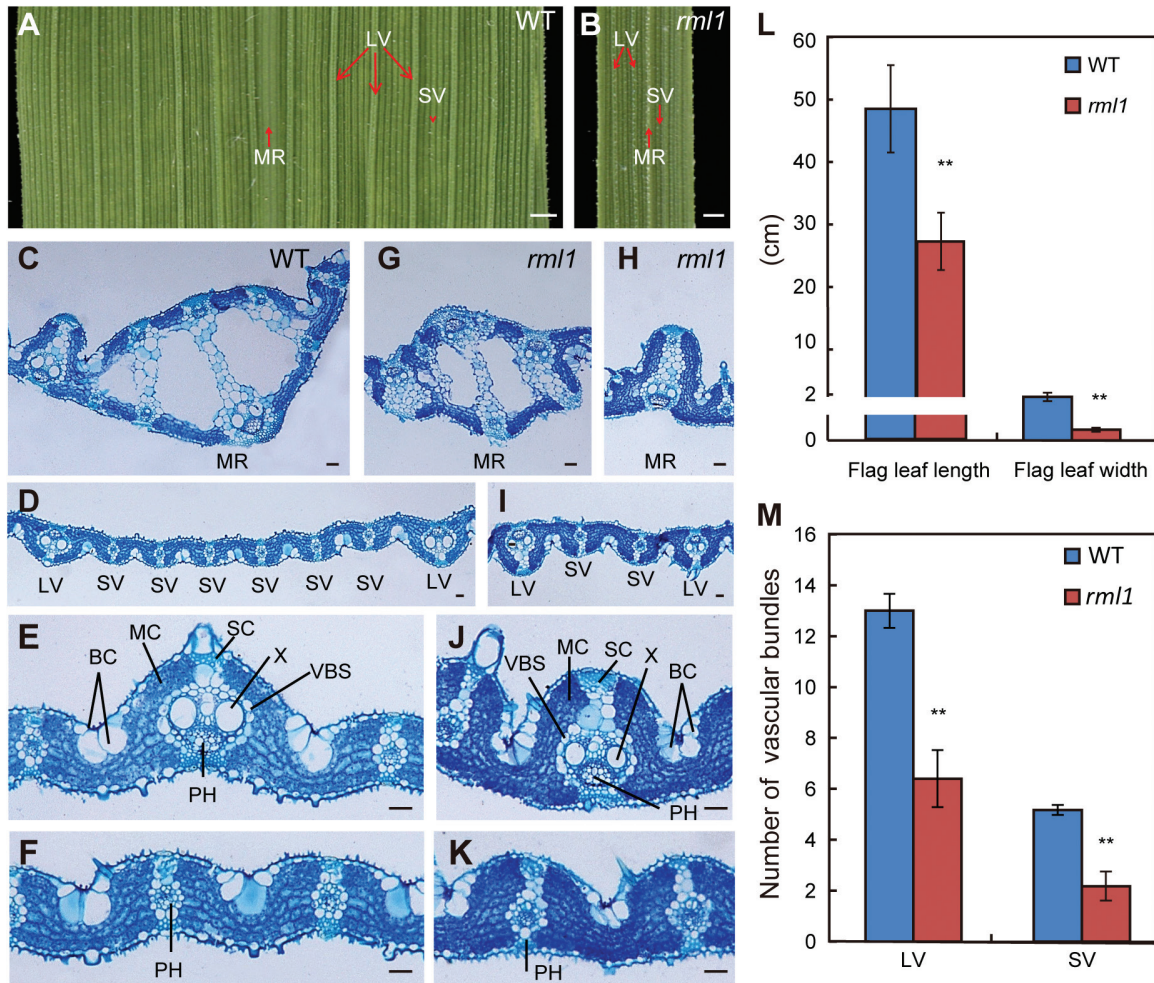 A WT
LV
SV
MR
B rml1
LV
SV
MR
C WT
MR
G rml1
MR
H rml1
MR
D
LV SV SV SV SV SV SV LV
I
LV SV SV LV
E
MC SC
BC X VBS
PH
J
VBS MC SC X BC
PH
F
PH
K
PH
L
60
50
40
30
20
10
2
0
(cm)
WT
rml1
**
**
Flag leaf length Flag leaf width
M
16
14
12
10
8
6
4
2
0
Number of vascular bundles
WT
rml1
**
**
LV SV